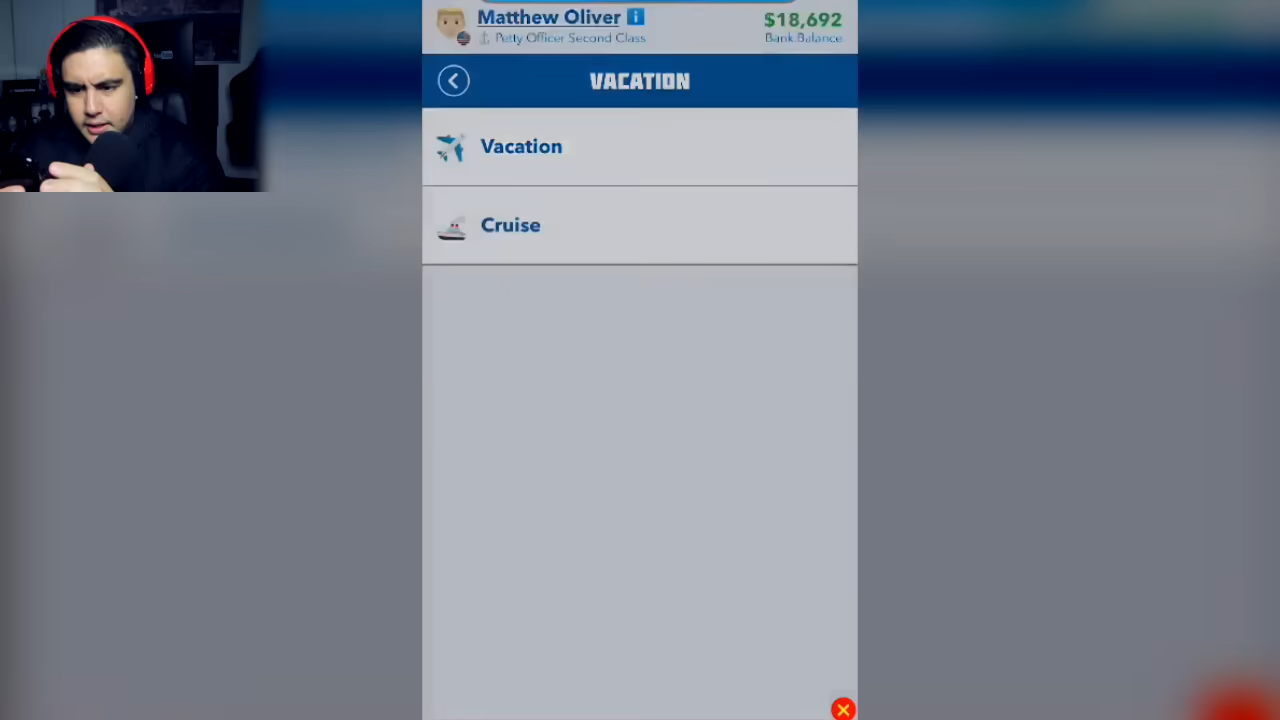 Matthew Oliver
Petty Officer Second Class
$18,692
Bank Balance
VACATION
Vacation
Cruise